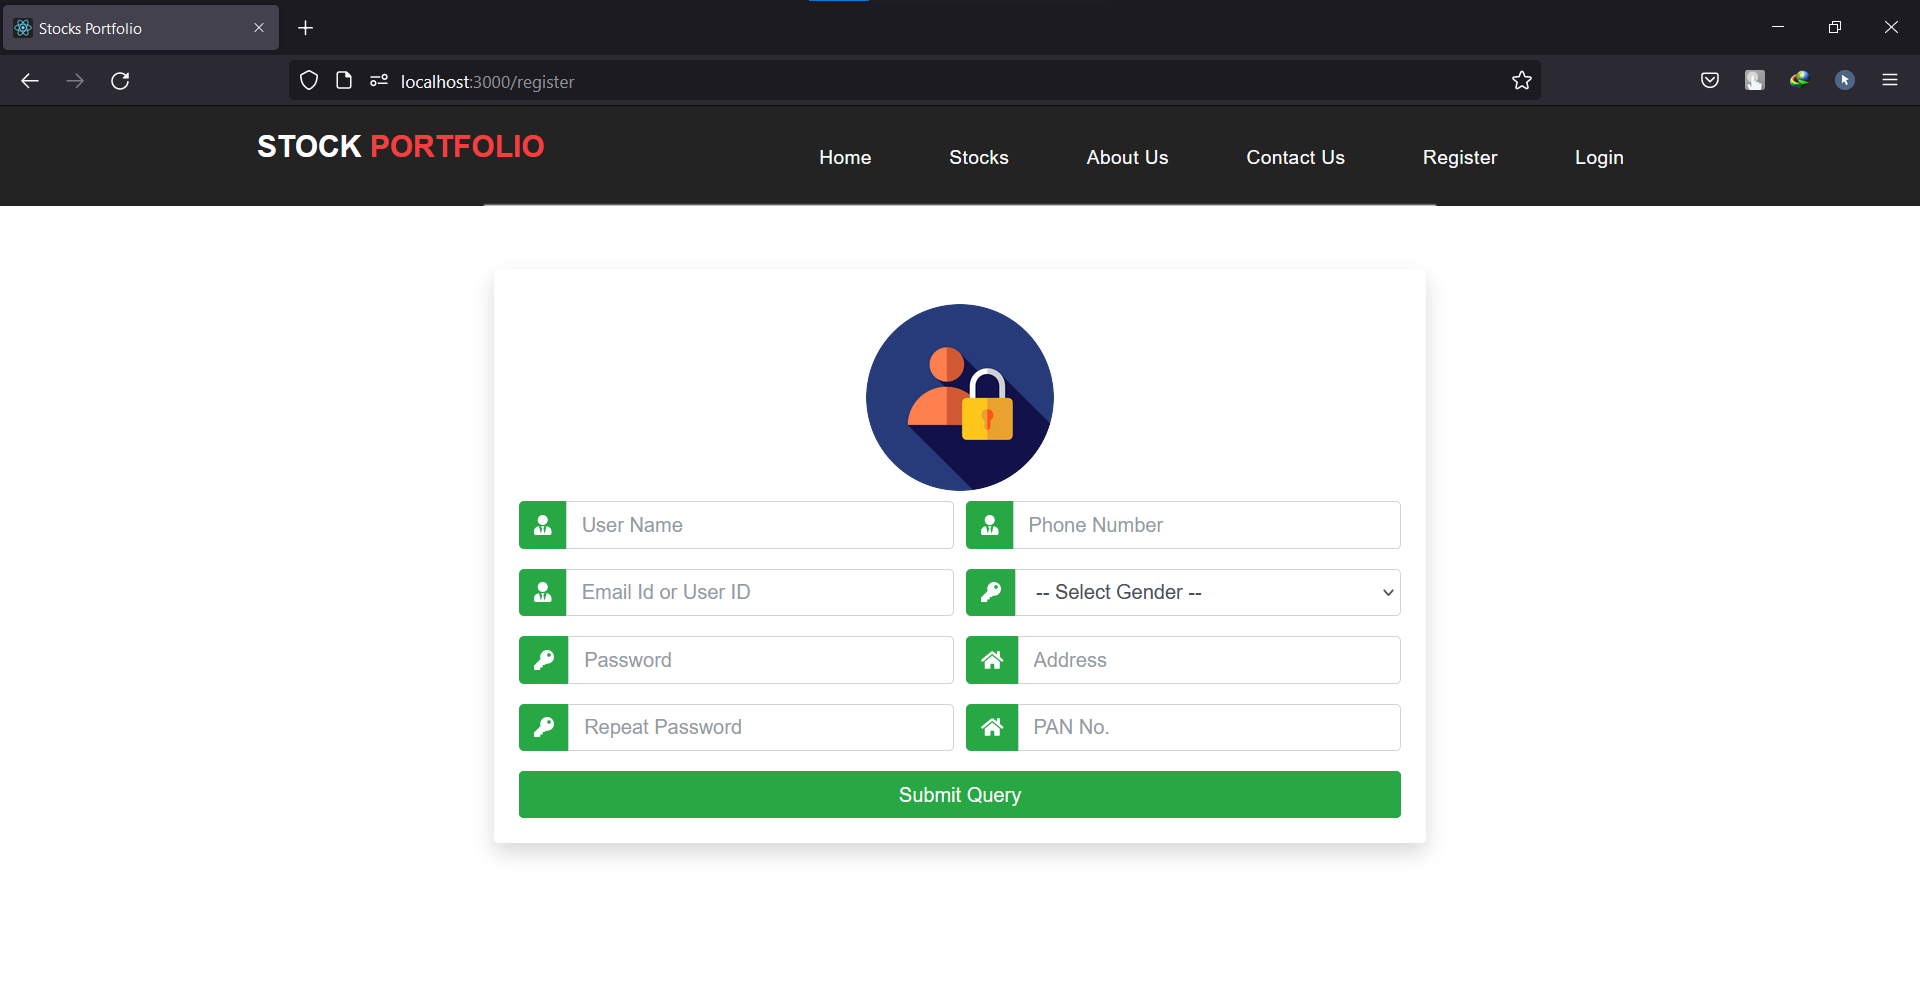 Stocks Portfolio
localhost:3000/register
STOCK PORTFOLIO
Home Stocks About Us Contact Us Register Login
User Name
Phone Number
Email Id or User ID
-- Select Gender --
Password
Address
Repeat Password
PAN No.
Submit Query